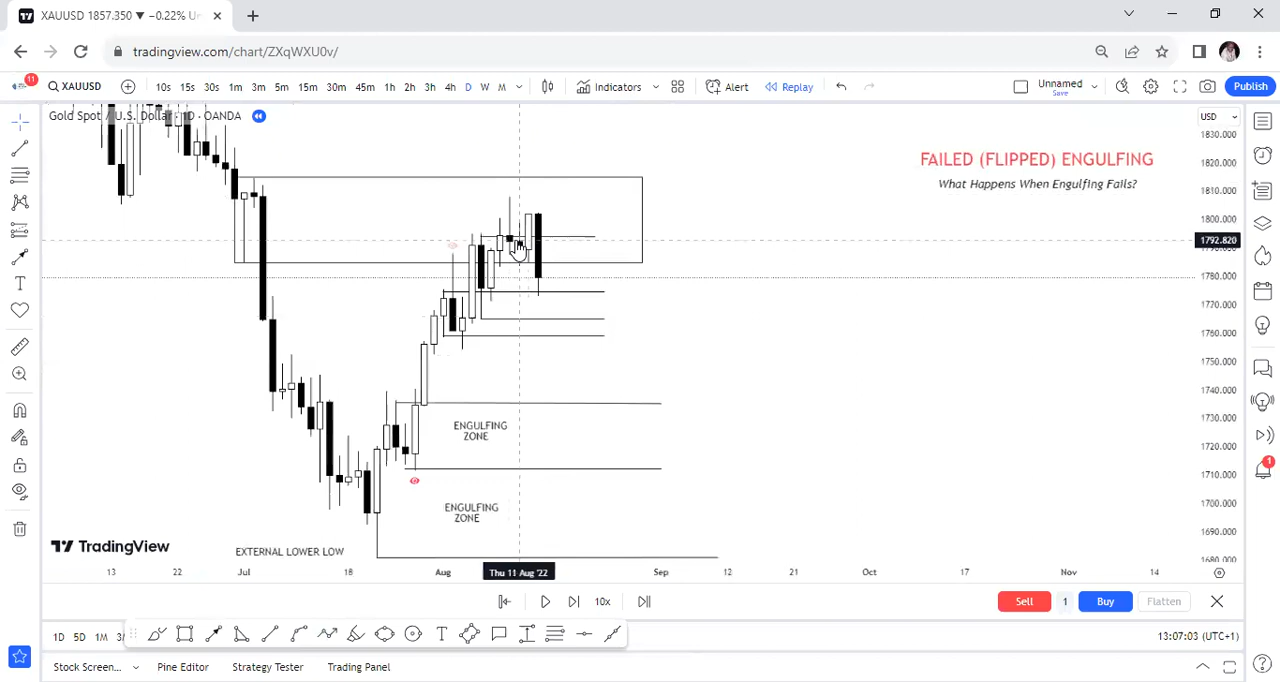 XAUUSD 1857.350 ▼ −0.22% Un
tradingview.com/chart/ZXqWXU0v/
11
XAUUSD
10s 15s 30s 1m 3m 5m 15m 30m 45m 1h 2h 3h 4h D W M
Indicators
Alert
Replay
Unnamed
Save
Publish
Gold Spot / U.S. Dollar · 1D · OANDA
USD
FAILED (FLIPPED) ENGULFING
What Happens When Engulfing Fails?
1830.000
1820.000
1810.000
1800.000
1792.820
1780.000
1770.000
1760.000
1750.000
1740.000
1730.000
1720.000
1710.000
1700.000
1690.000
1680.000
ENGULFING
ZONE
ENGULFING
ZONE
EXTERNAL LOWER LOW
TradingView
13 22 Jul 18 Aug Thu 11 Aug '22 Sep 12 21 Oct 17 Nov 14
10x
Sell 1 Buy Flatten
1D 5D 1M
13:07:03 (UTC+1)
Stock Screen... Pine Editor Strategy Tester Trading Panel
1